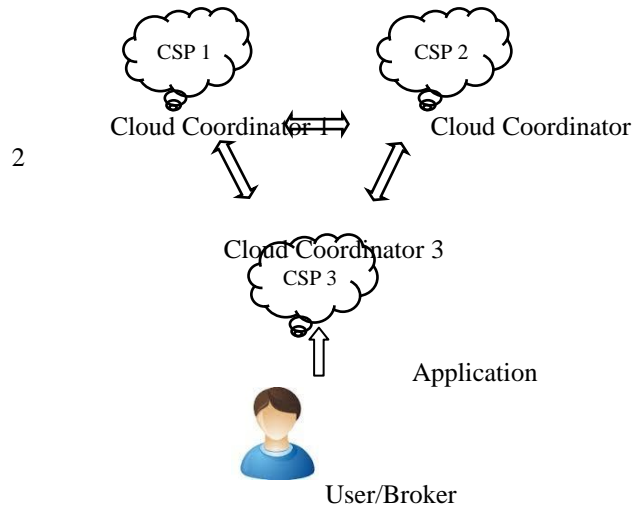 CSP 1
CSP 2
Cloud Coordinator 1
Cloud Coordinator
2
Cloud Coordinator 3
CSP 3
Application
User/Broker